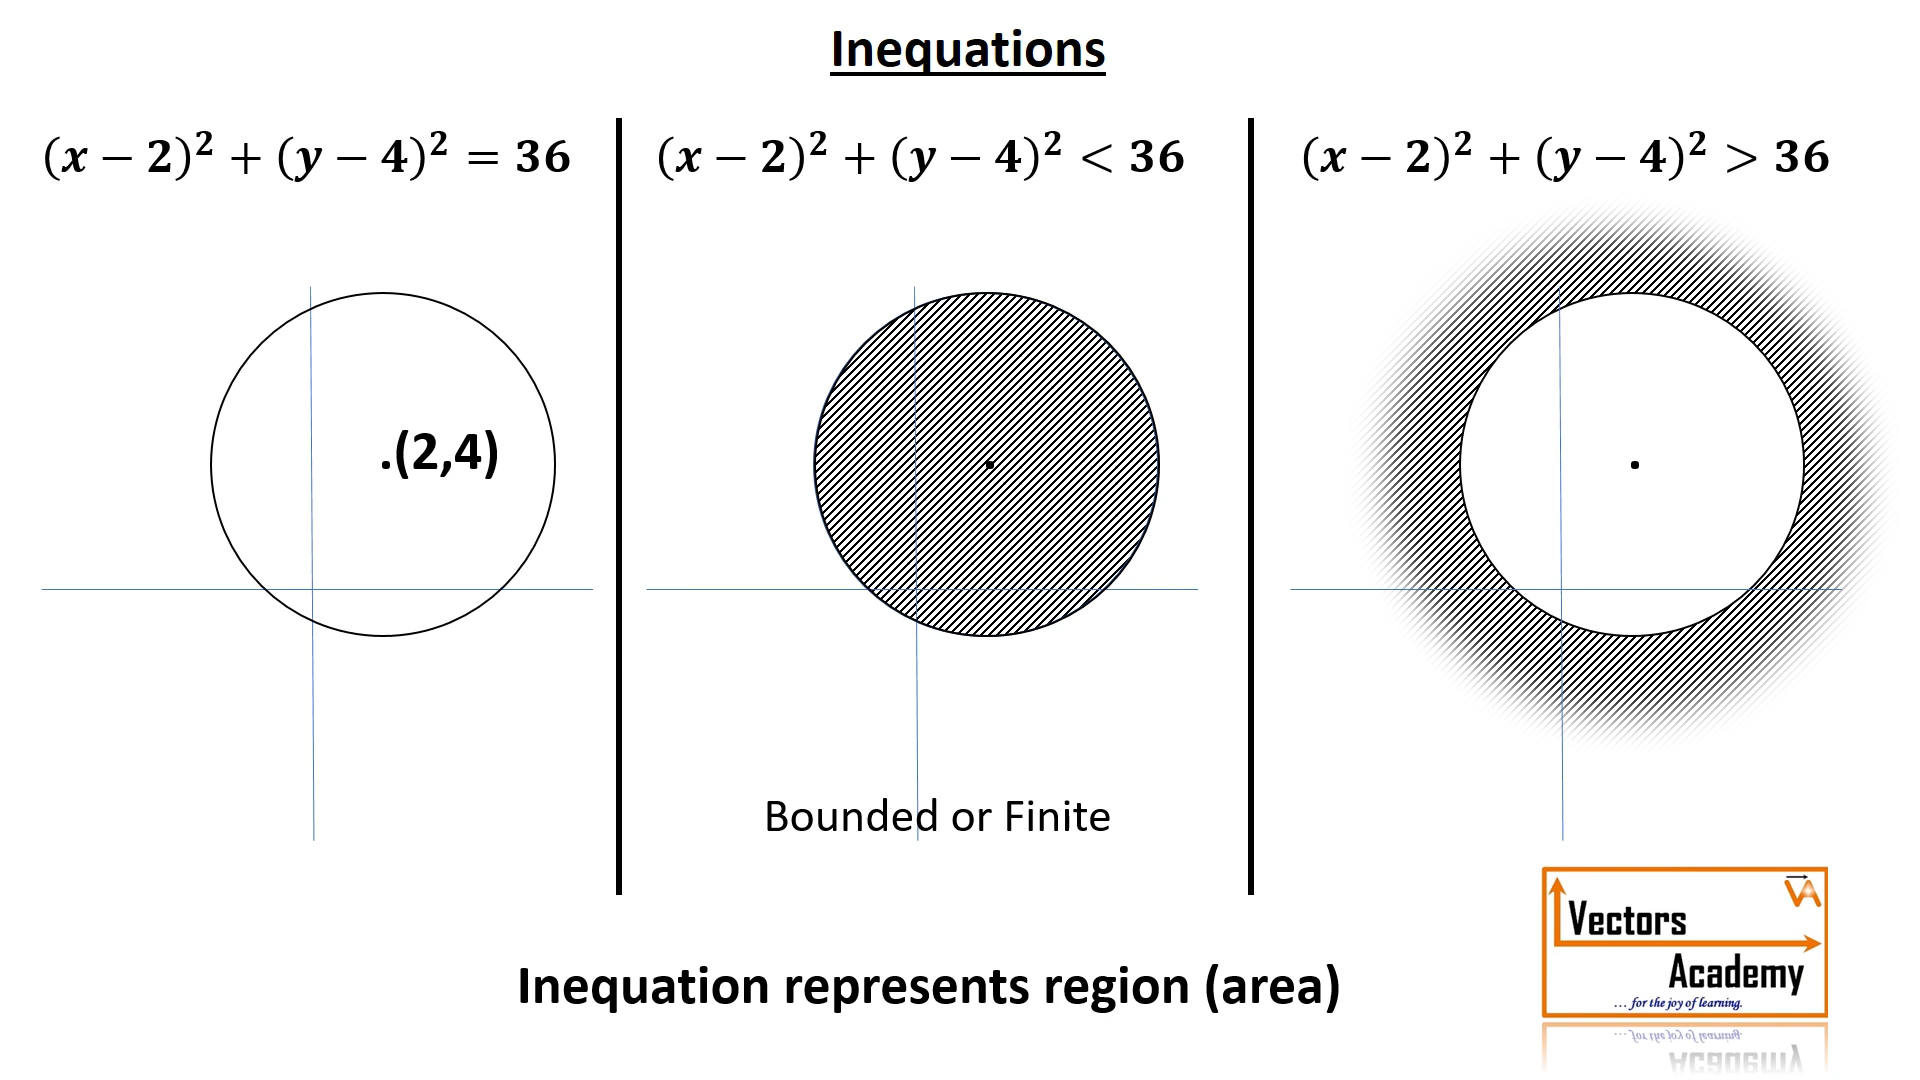 Inequations
(x − 2)² + (y − 4)² = 36
(x − 2)² + (y − 4)² < 36
(x − 2)² + (y − 4)² > 36
.(2,4)
Bounded or Finite
Inequation represents region (area)
VA
Vectors
Academy
... for the joy of learning.